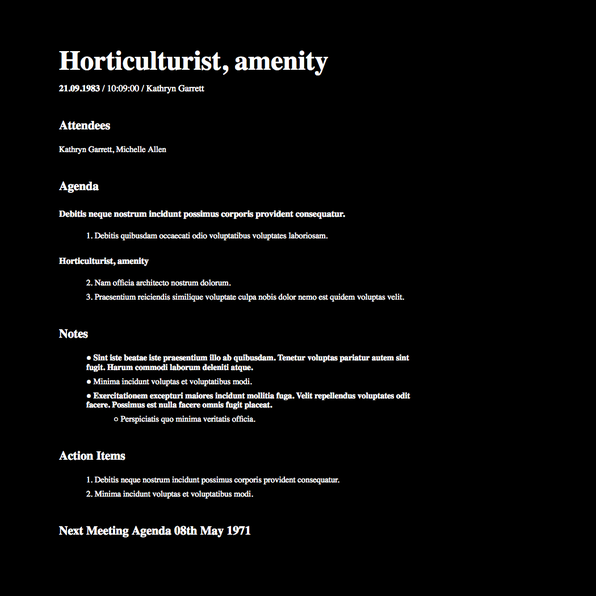 Horticulturist, amenity
21.09.1983 / 10:09:00 / Kathryn Garrett
Attendees
Kathryn Garrett, Michelle Allen
Agenda
Debitis neque nostrum incidunt possimus corporis provident consequatur.
1. Debitis quibusdam occaecati odio voluptatibus voluptates laboriosam.
Horticulturist, amenity
2. Nam officia architecto nostrum dolorum.
3. Praesentium reiciendis similique voluptate culpa nobis dolor nemo est quidem voluptas velit.
Notes
● Sint iste beatae iste praesentium illo ab quibusdam. Tenetur voluptas pariatur autem sint
fugit. Harum commodi laborum deleniti atque.
● Minima incidunt voluptas et voluptatibus modi.
● Exercitationem excepturi maiores incidunt mollitia fuga. Velit repellendus voluptates odit
facere. Possimus est nulla facere omnis fugit placeat.
○ Perspiciatis quo minima veritatis officia.
Action Items
1. Debitis neque nostrum incidunt possimus corporis provident consequatur.
2. Minima incidunt voluptas et voluptatibus modi.
Next Meeting Agenda 08th May 1971